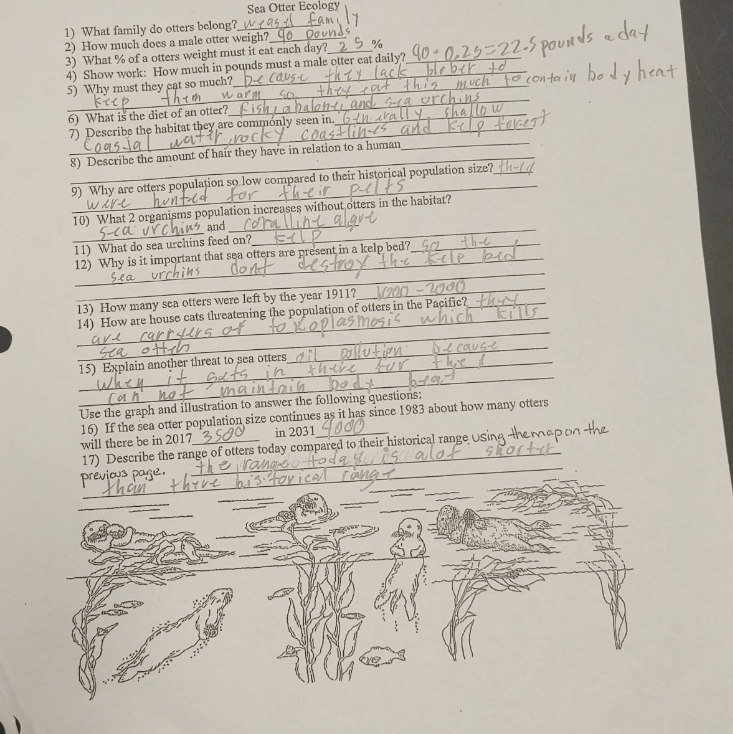 Sea Otter Ecology
1) What family do otters belong? weasel family
2) How much does a male otter weigh? 90 pounds
3) What % of a otters weight must it eat each day? 25 %
4) Show work: How much in pounds must a male otter eat daily? 90 · 0.25=22.5 pounds a day
5) Why must they eat so much? because they lack bleber to
keep them warm so they eat this much to contain body heat
6) What is the diet of an otter? Fish, abalone, and sea orchins
7) Describe the habitat they are commonly seen in. Generally shallow
Coastal watter, rocky coastlines and kelp forest
8) Describe the amount of hair they have in relation to a human
9) Why are otters population so low compared to their historical population size?
were hunted for their pelts
10) What 2 organisms population increases without otters in the habitat?
sea urchins and coralline algue
11) What do sea urchins feed on? kelp
12) Why is it important that sea otters are present in a kelp bed? so the
sea urchins dont destroy the kelp bed
13) How many sea otters were left by the year 1911? 1000-2000
14) How are house cats threatening the population of otters in the Pacific? they
are carryers of toxoplasmosis which kills
sea otters
15) Explain another threat to sea otters oil pollution because
when it gets in there fur the
can not maintain body heat
Use the graph and illustration to answer the following questions:
16) If the sea otter population size continues as it has since 1983 about how many otters
will there be in 2017 3500 in 2031 4000
17) Describe the range of otters today compared to their historical range using the map on the
previous page. the range today is alot shorter
than there historical range